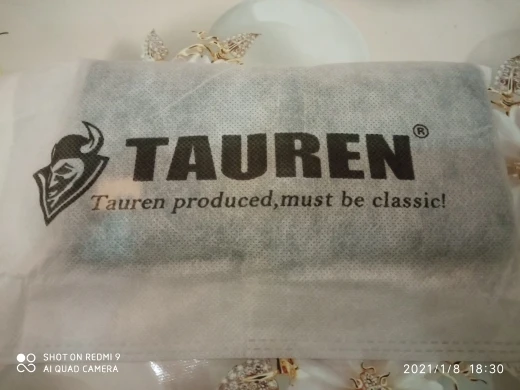 TAUREN®
Tauren produced,must be classic!
SHOT ON REDMI 9
AI QUAD CAMERA
2021/1/8 18:30